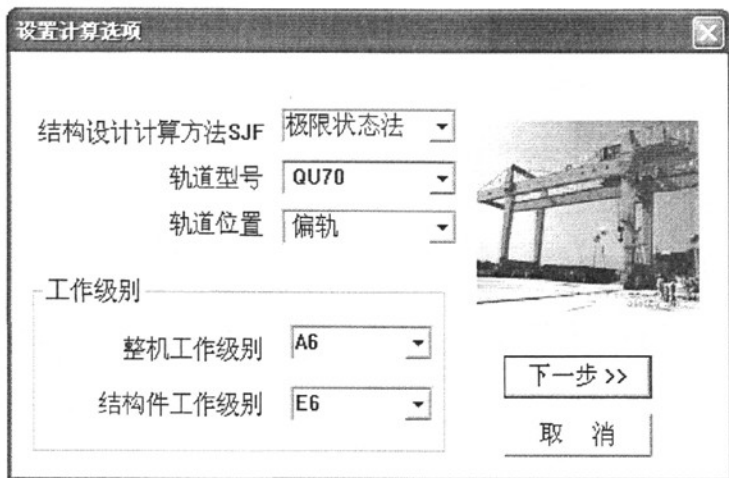 设置计算选项
结构设计计算方法SJF 极限状态法
轨道型号 QU70
轨道位置 偏轨
工作级别
整机工作级别 A6
结构件工作级别 E6
下一步 >>
取 消